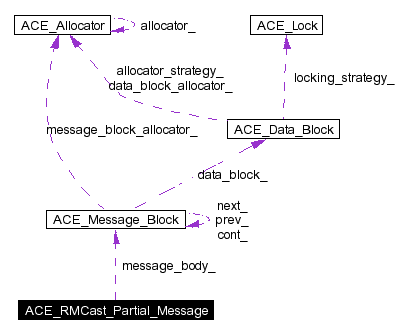 ACE_Allocator
allocator_
ACE_Lock
allocator_strategy_
data_block_allocator_
locking_strategy_
message_block_allocator_
ACE_Data_Block
data_block_
next_
prev_
cont_
ACE_Message_Block
message_body_
ACE_RMCast_Partial_Message